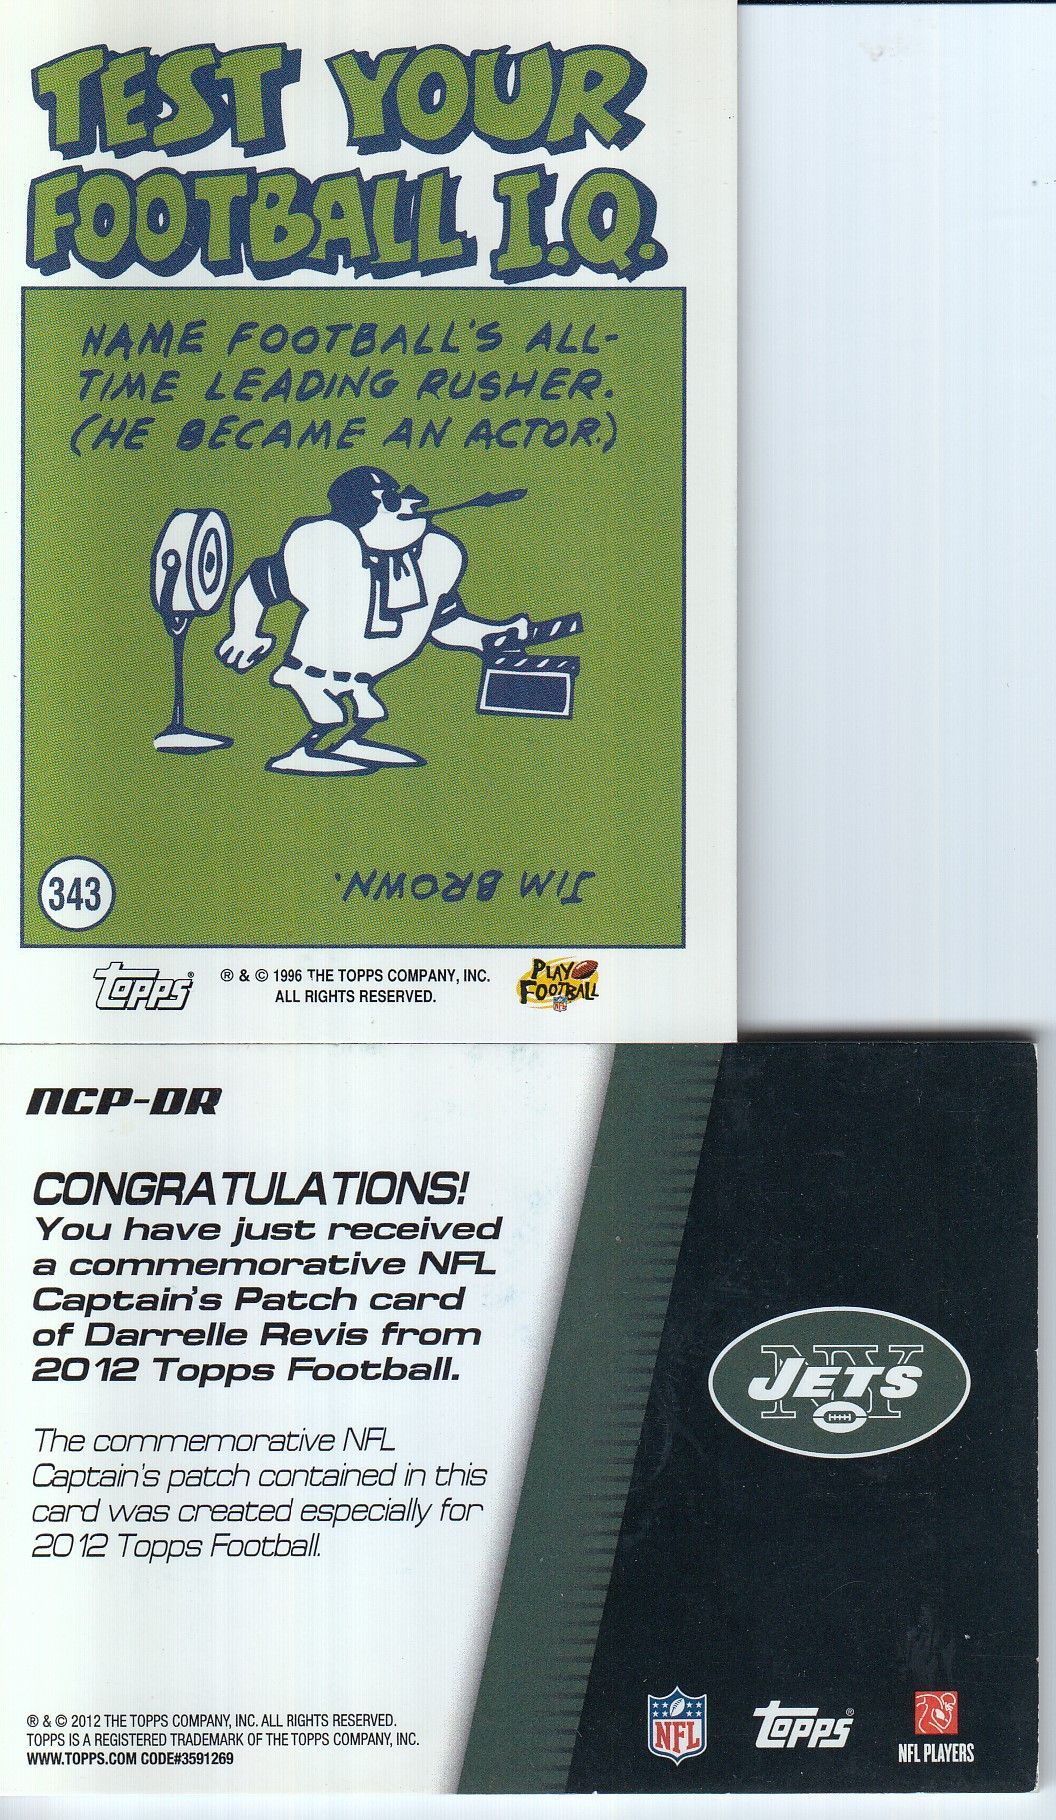 TEST YOUR
FOOTBALL I.Q.
NAME FOOTBALL'S ALL-
TIME LEADING RUSHER.
(HE BECAME AN ACTOR.)
JIM BROWN.
343
Topps®
® & © 1996 THE TOPPS COMPANY, INC.
ALL RIGHTS RESERVED.
PLAY
FOOTBALL
NFL
NCP-DR
CONGRATULATIONS!
You have just received
a commemorative NFL
Captain's Patch card
of Darrelle Revis from
2012 Topps Football.
The commemorative NFL
Captain's patch contained in this
card was created especially for
2012 Topps Football.
NY
JETS
® & © 2012 THE TOPPS COMPANY, INC. ALL RIGHTS RESERVED.
TOPPS IS A REGISTERED TRADEMARK OF THE TOPPS COMPANY, INC.
WWW.TOPPS.COM CODE#3591269
NFL
Topps®
NFL PLAYERS